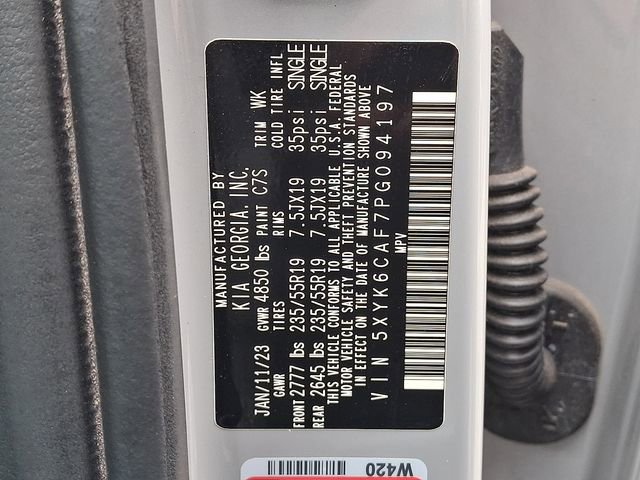 MANUFACTURED BY
KIA GEORGIA, INC.
JAN/11/23 GVWR 4850 lbs PAINT C7S TRIM WK
GAWR TIRES RIMS COLD TIRE INFL
FRONT 2777 lbs 235/55R19 7.5JX19 35psi SINGLE
REAR 2645 lbs 235/55R19 7.5JX19 35psi SINGLE
THIS VEHICLE CONFORMS TO ALL APPLICABLE U.S.A. FEDERAL
MOTOR VEHICLE SAFETY AND THEFT PREVENTION STANDARDS
IN EFFECT ON THE DATE OF MANUFACTURE SHOWN ABOVE
VIN 5XYK6CAF7PG094197
MPV
W420